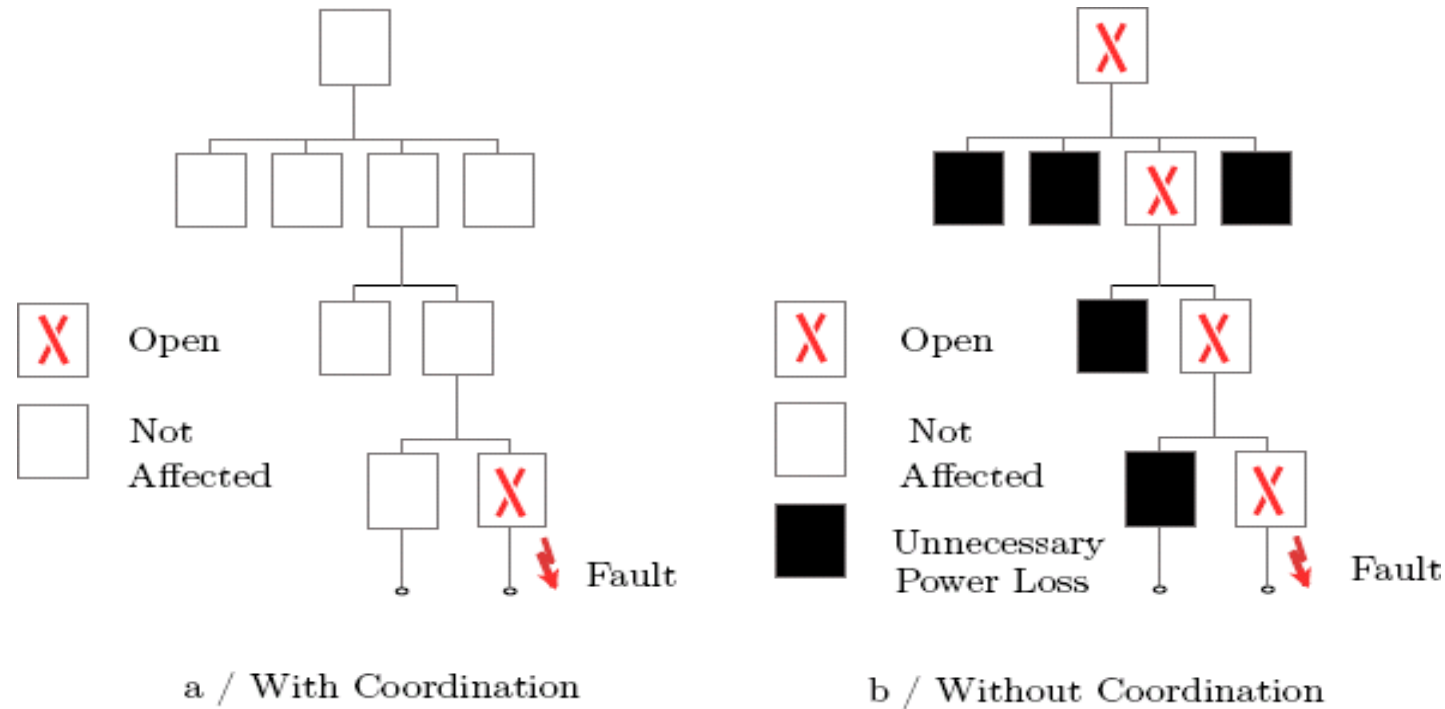 Open
Not
Affected
Fault
a / With Coordination
Open
Not
Affected
Unnecessary
Power Loss
Fault
b / Without Coordination